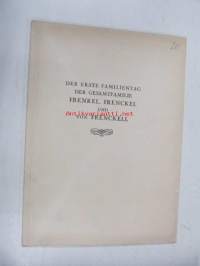 DER ERSTE FAMILIENTAG
DER GESAMTFAMILIE
FRENKEL, FRENCKEL
UND
VON FRENCKELL